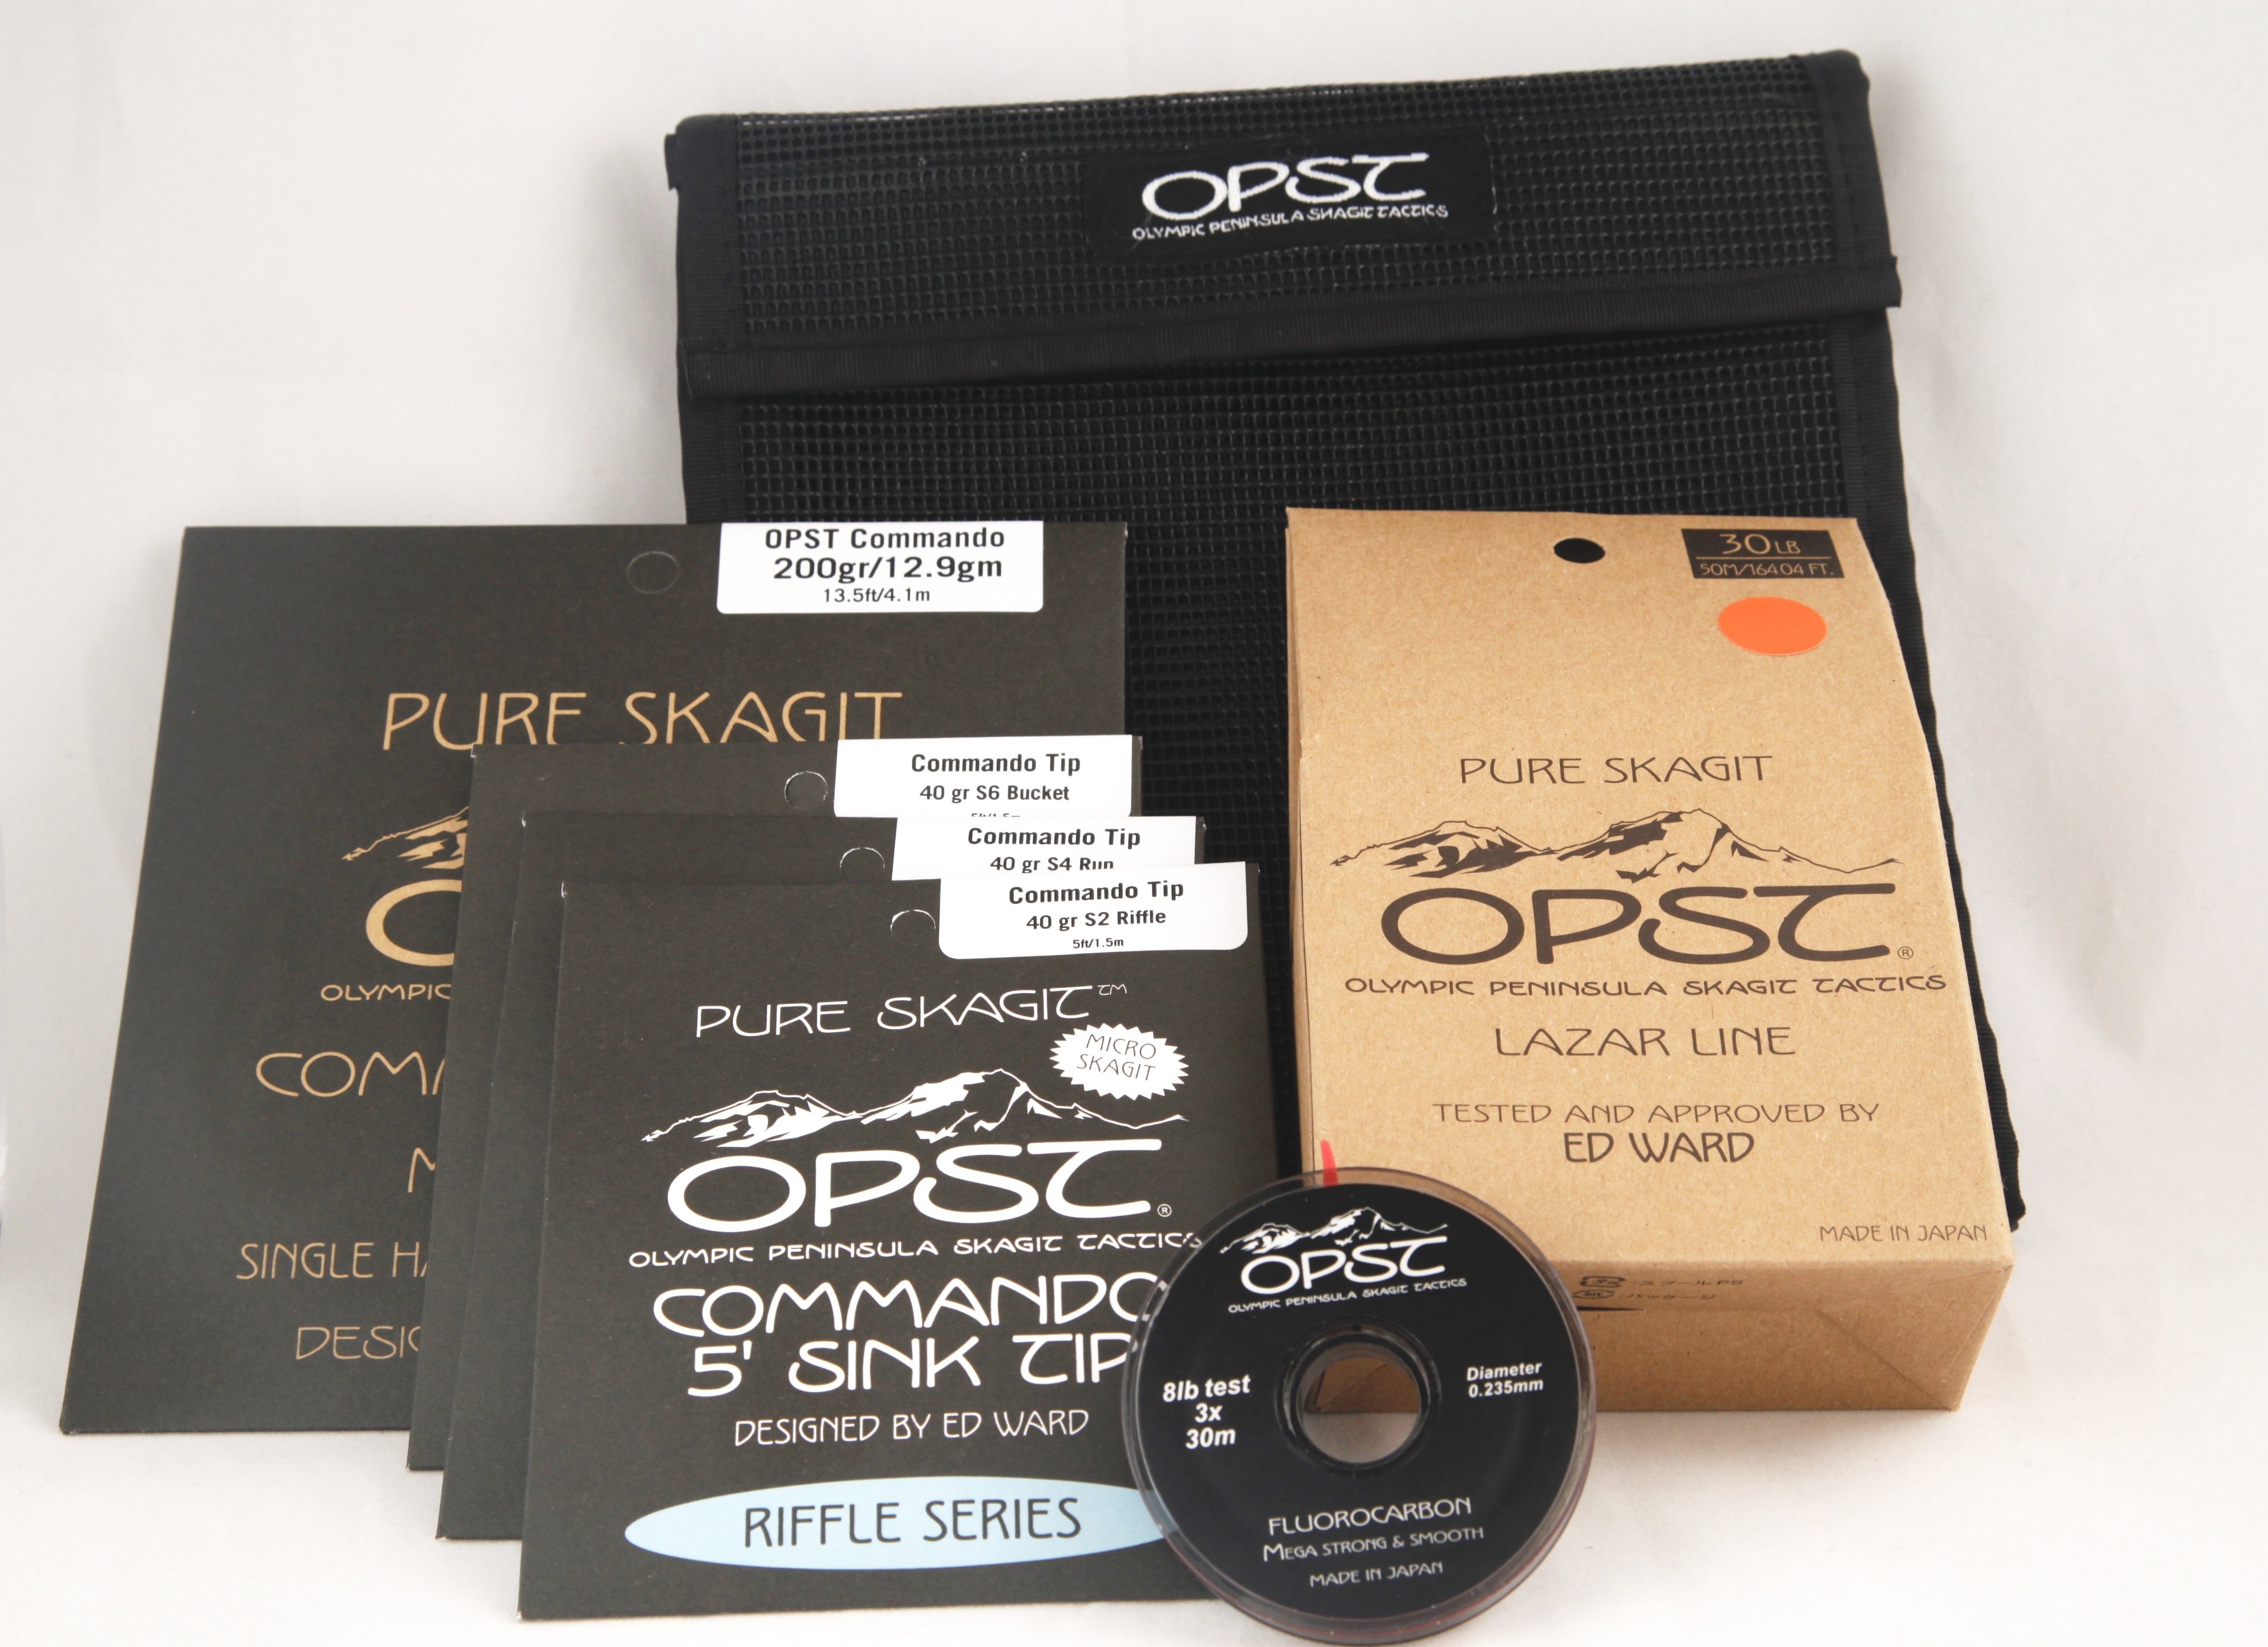 OPST
OLYMPIC PENINSULA SKAGIT TACTICS
OPST Commando
200gr/12.9gm
13.5ft/4.1m
PURE SKAGIT
OLYMPIC
SINGLE
Commando Tip
40 gr S6 Bucket
Commando Tip
40 gr S4 Run
Commando Tip
40 gr S2 Riffle
5ft/1.5m
PURE SKAGIT™
MICRO
SKAGIT
OPST®
OLYMPIC PENINSULA SKAGIT TACTICS
COMMANDO
5' SINK TIP
DESIGNED BY ED WARD
RIFFLE SERIES
30LB
50M/164.04 FT.
PURE SKAGIT
OPST®
OLYMPIC PENINSULA SKAGIT TACTICS
LAZAR LINE
TESTED AND APPROVED BY
ED WARD
MADE IN JAPAN
OPST
OLYMPIC PENINSULA SKAGIT TACTICS
8lb test
3x
30m
Diameter
0.235mm
FLUOROCARBON
MEGA STRONG & SMOOTH
MADE IN JAPAN